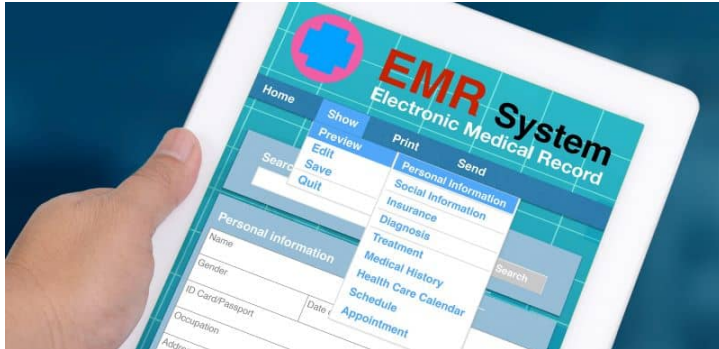 EMR System
Electronic Medical Record
Home
Show
Print
Send
Preview
Edit
Save
Quit
Personal Information
Social Information
Insurance
Diagnosis
Treatment
Medical History
Health Care Calendar
Schedule
Appointment
Search
Personal information
Name
Gender
ID Card/Passport
Date
Occupation